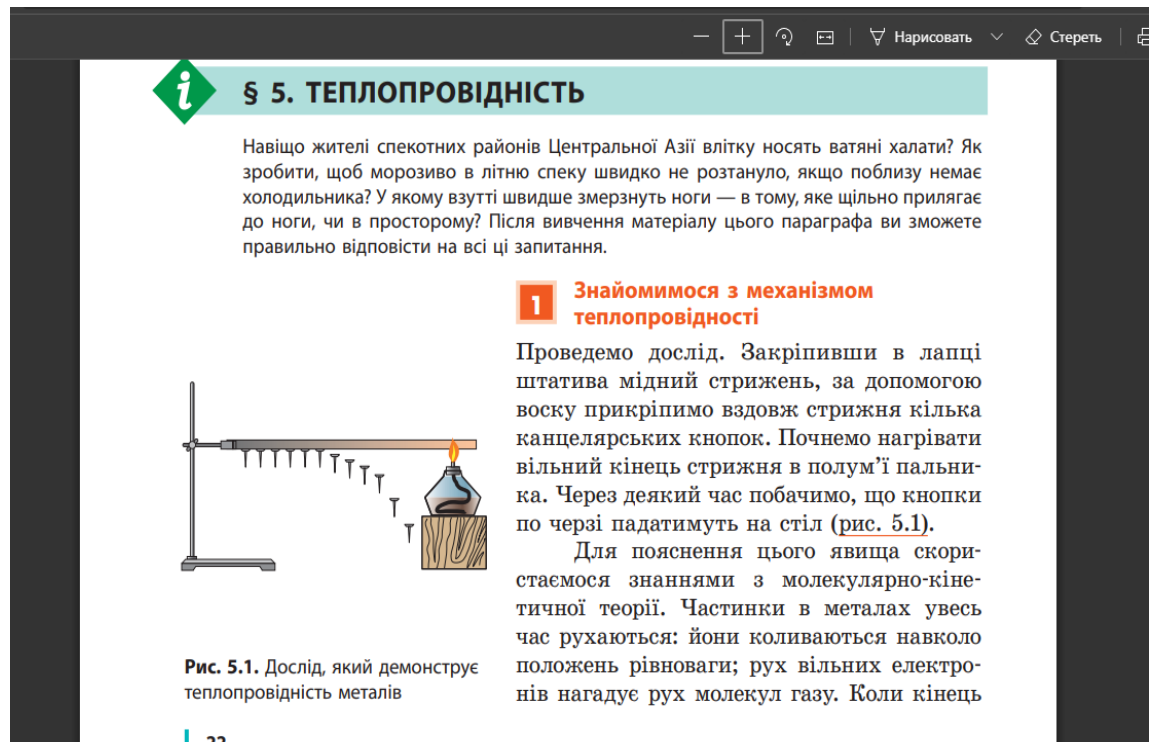 Нарисовать
Стереть
§ 5. ТЕПЛОПРОВІДНІСТЬ
Навіщо жителі спекотних районів Центральної Азії влітку носять ватяні халати? Як
зробити, щоб морозиво в літню спеку швидко не розтануло, якщо поблизу немає
холодильника? У якому взутті швидше змерзнуть ноги — в тому, яке щільно прилягає
до ноги, чи в просторому? Після вивчення матеріалу цього параграфа ви зможете
правильно відповісти на всі ці запитання.
1
Знайомимося з механізмом
теплопровідності
Проведемо дослід. Закріпивши в лапці
штатива мідний стрижень, за допомогою
воску прикріпимо вздовж стрижня кілька
канцелярських кнопок. Почнемо нагрівати
вільний кінець стрижня в полум’ї пальни-
ка. Через деякий час побачимо, що кнопки
по черзі падатимуть на стіл (рис. 5.1).
Для пояснення цього явища скори-
стаємося знаннями з молекулярно-кіне-
тичної теорії. Частинки в металах увесь
час рухаються: йони коливаються навколо
положень рівноваги; рух вільних електро-
нів нагадує рух молекул газу. Коли кінець
Рис. 5.1. Дослід, який демонструє
теплопровідність металів